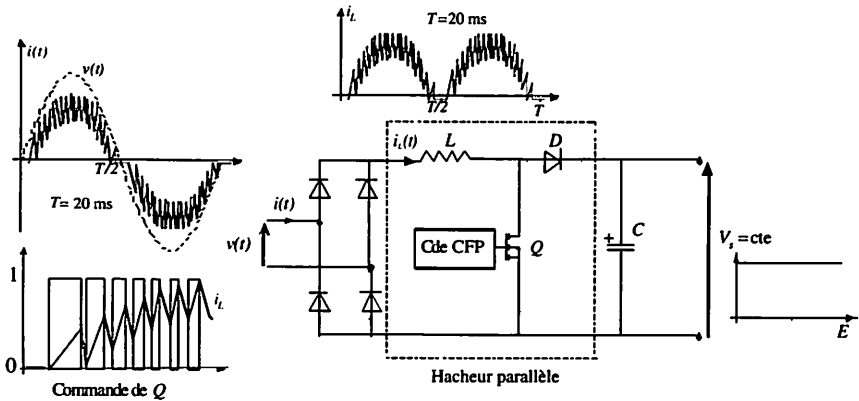 i(t)
v(t)
T/2
T= 20 ms
1
0
i_L
Commande de Q
i_L
T=20 ms
T/2
T
i_L(t)
L
D
i(t)
v(t)
Cde CFP
Q
+
C
V_s =cte
E
Hacheur parallèle